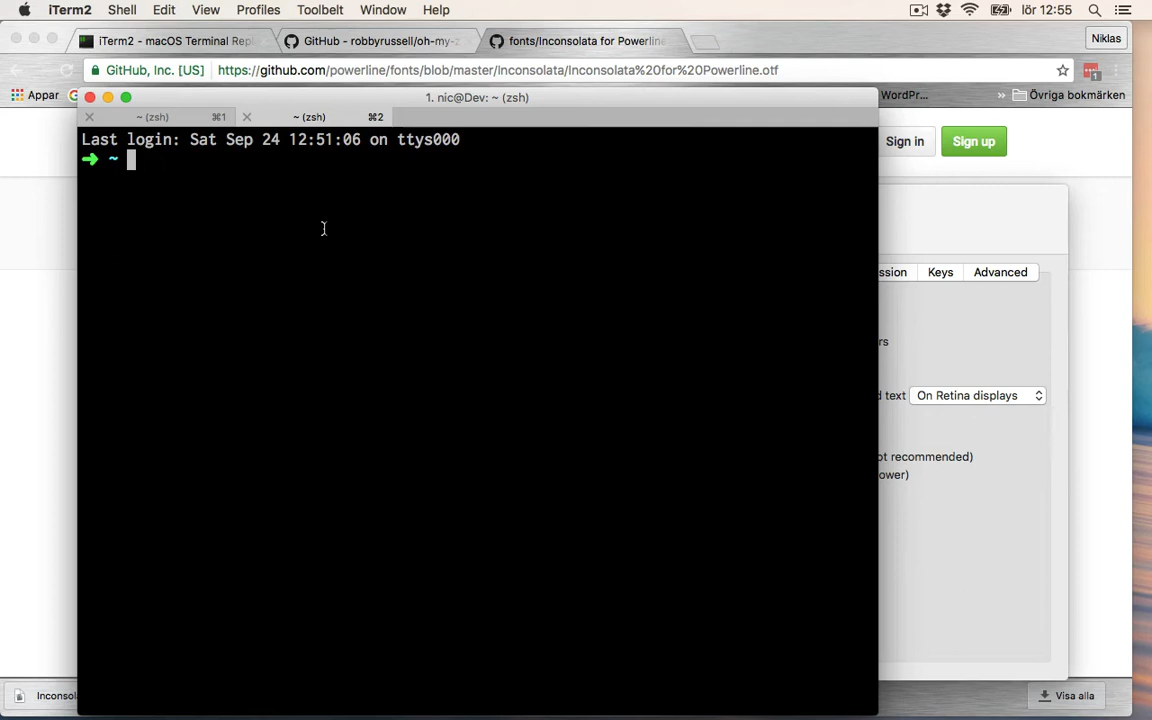 iTerm2 Shell Edit View Profiles Toolbelt Window Help lör 12:55
iTerm2 - macOS Terminal Repl GitHub - robbyrussell/oh-my-z fonts/Inconsolata for Powerline Niklas
GitHub, Inc. [US] https://github.com/powerline/fonts/blob/master/Inconsolata/Inconsolata%20for%20Powerline.otf 1
Appar WordPr... » Övriga bokmärken
1. nic@Dev: ~ (zsh)
~ (zsh) ⌘1 ~ (zsh) ⌘2
Last login: Sat Sep 24 12:51:06 on ttys000
➜ ~
Sign in Sign up
ssion Keys Advanced
rs
d text On Retina displays
ot recommended)
ower)
Inconsola Visa alla